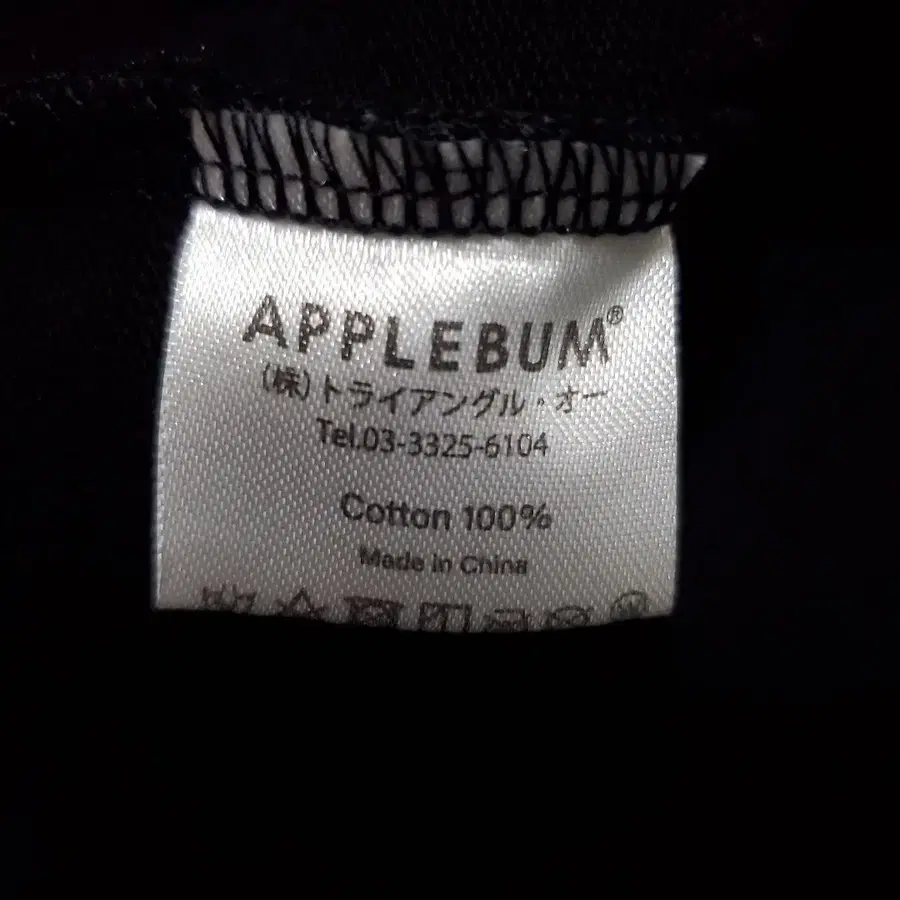 APPLEBUM®
(株)トライアングル・オー
Tel.03-3325-6104
Cotton 100%
Made in China